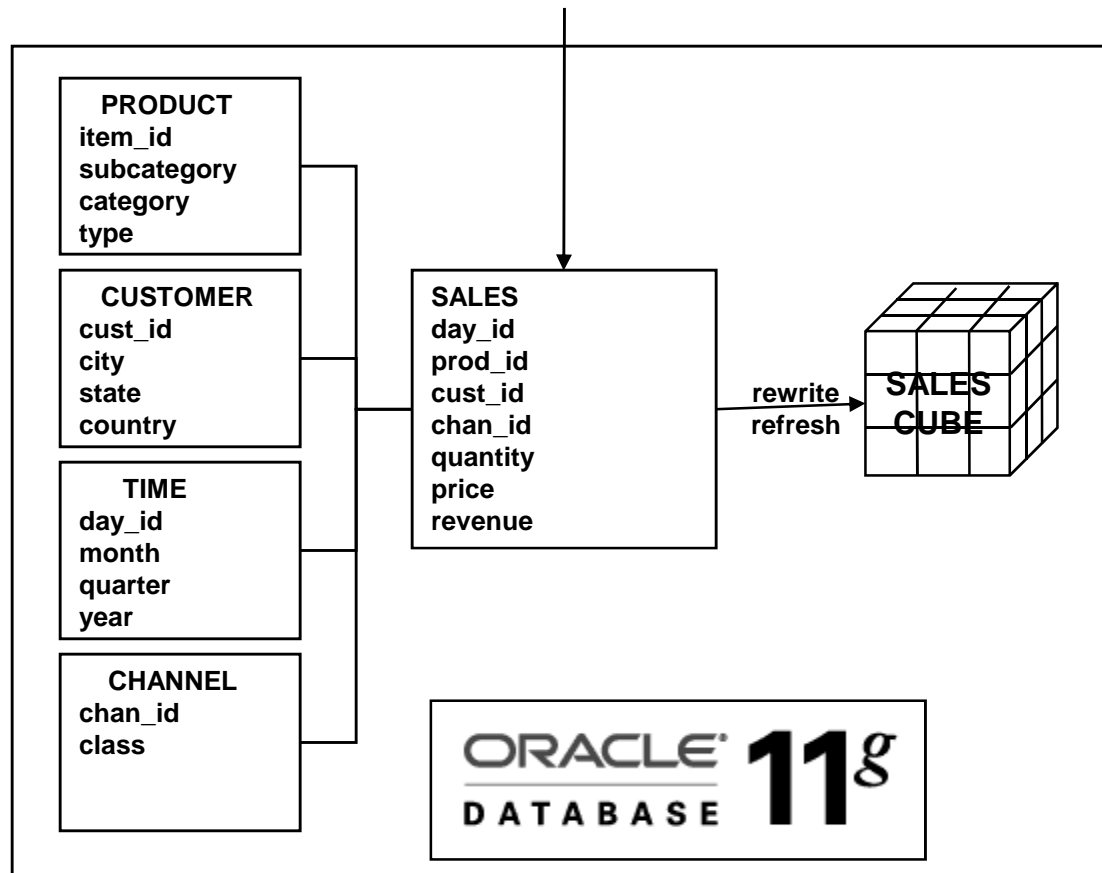 PRODUCT
item_id
subcategory
category
type
CUSTOMER
cust_id
city
state
country
TIME
day_id
month
quarter
year
CHANNEL
chan_id
class
SALES
day_id
prod_id
cust_id
chan_id
quantity
price
revenue
rewrite
refresh
SALES
CUBE
ORACLE®
DATABASE
11g